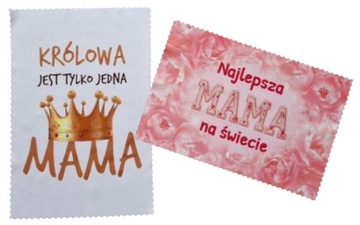 KRÓLOWA
JEST TYLKO JEDNA
MAMA
Najlepsza
MAMA
na świecie